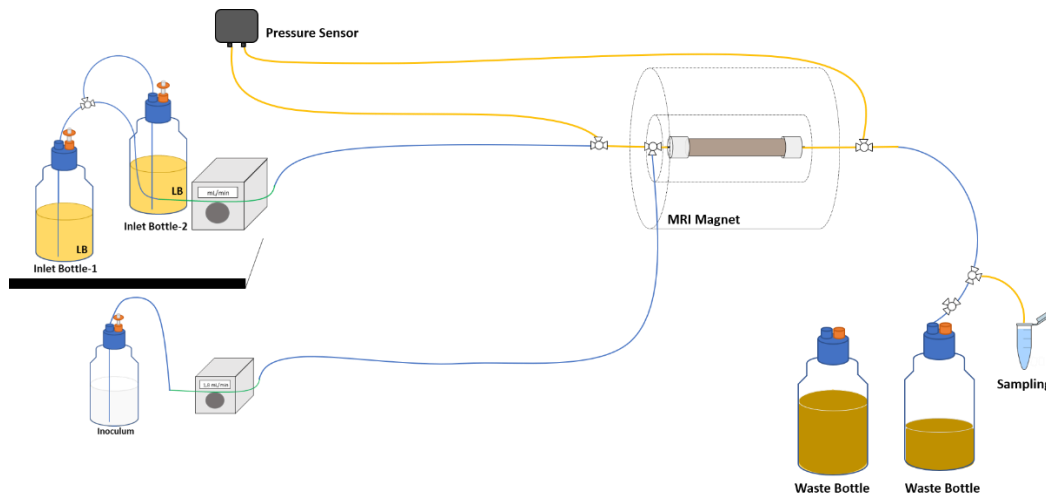 Pressure Sensor
LB
Inlet Bottle-2
mL/min
LB
Inlet Bottle-1
MRI Magnet
1,0 mL/min
Inoculum
Sampling
Waste Bottle
Waste Bottle